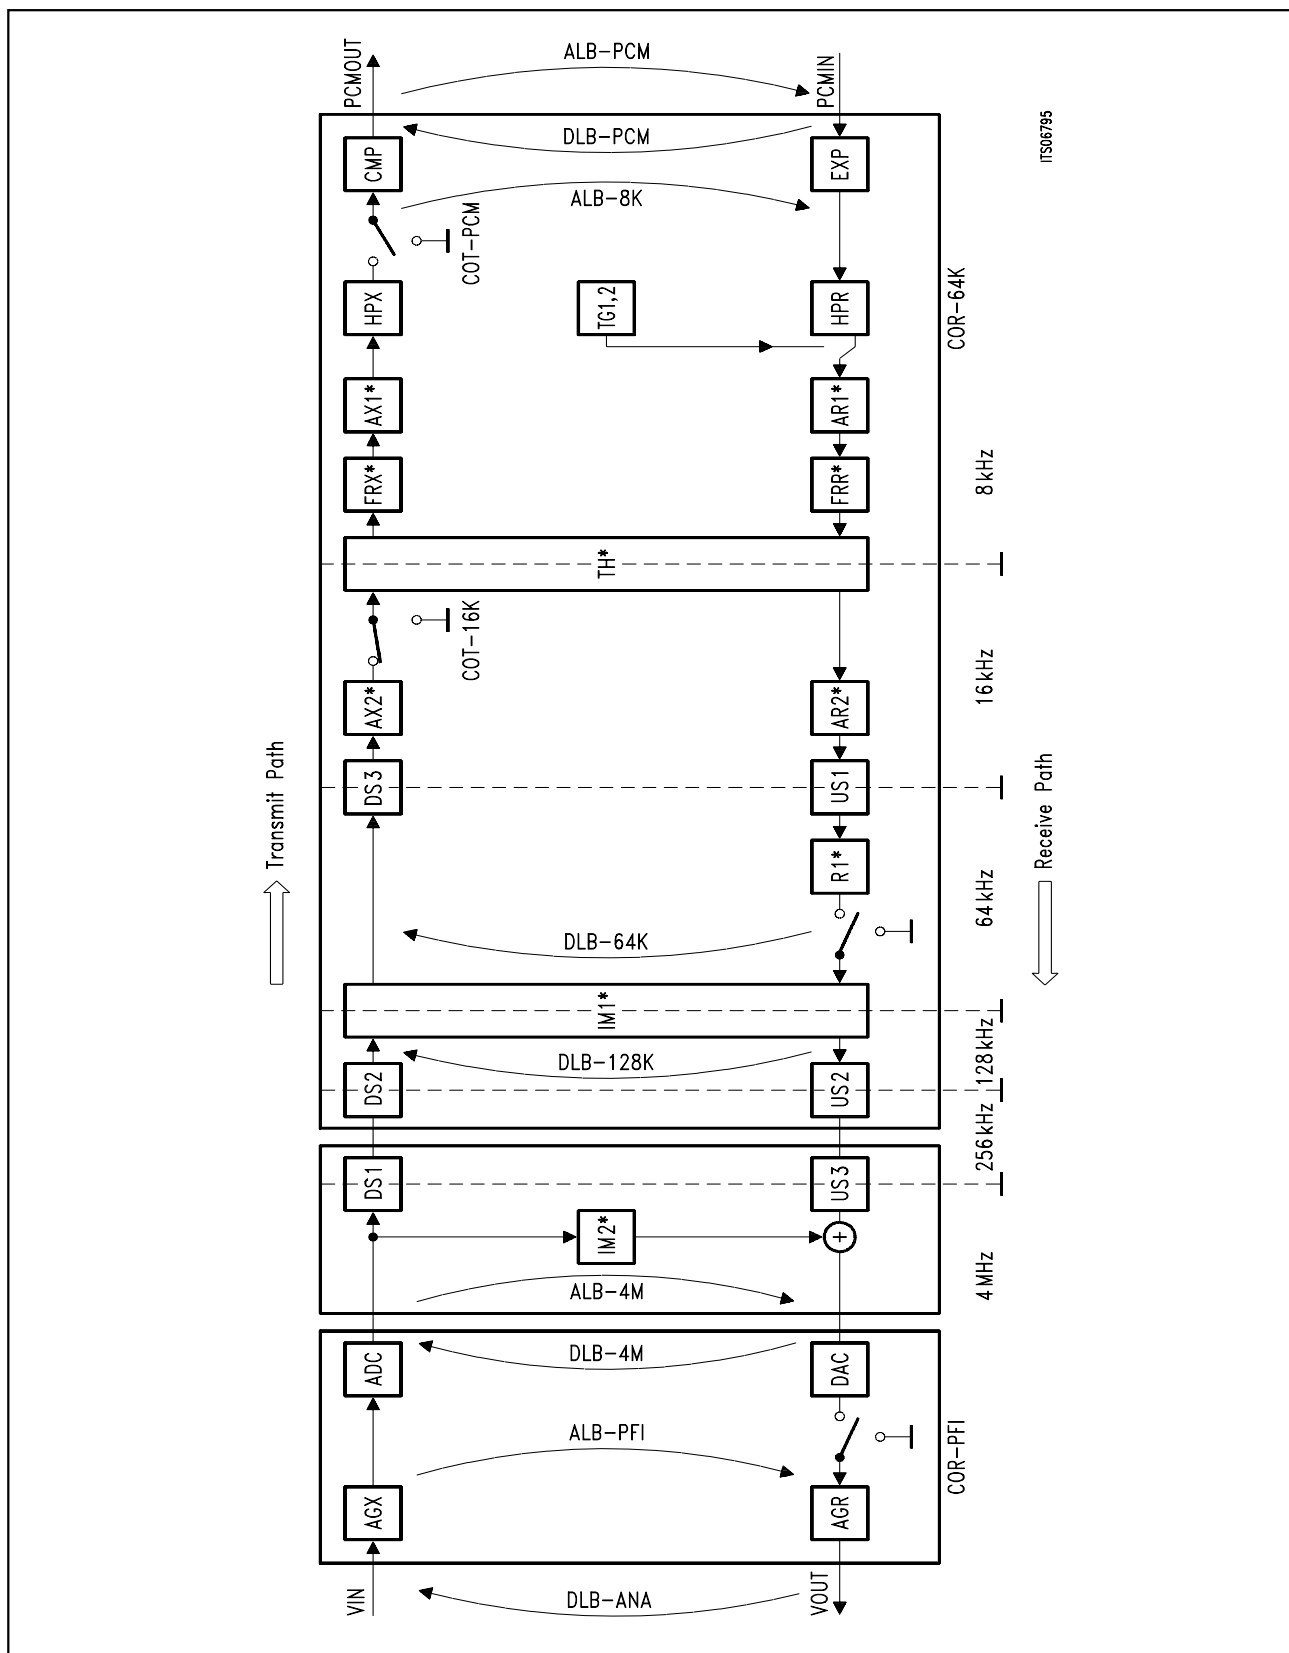 PCMOUT
ALB-PCM
PCMIN
ITS06795
DLB-PCM
CMP
EXP
ALB-8K
COT-PCM
HPX
TG1,2
HPR
COR-64K
AX1*
AR1*
FRX*
FRR*
8kHz
TH*
COT-16K
16kHz
AX2*
AR2*
Transmit Path
DS3
US1
Receive Path
R1*
64kHz
DLB-64K
IM1*
128kHz
DLB-128K
DS2
US2
256kHz
DS1
US3
IM2*
+
4MHz
ALB-4M
DLB-4M
ADC
DAC
ALB-PFI
COR-PFI
AGX
AGR
VIN
DLB-ANA
VOUT